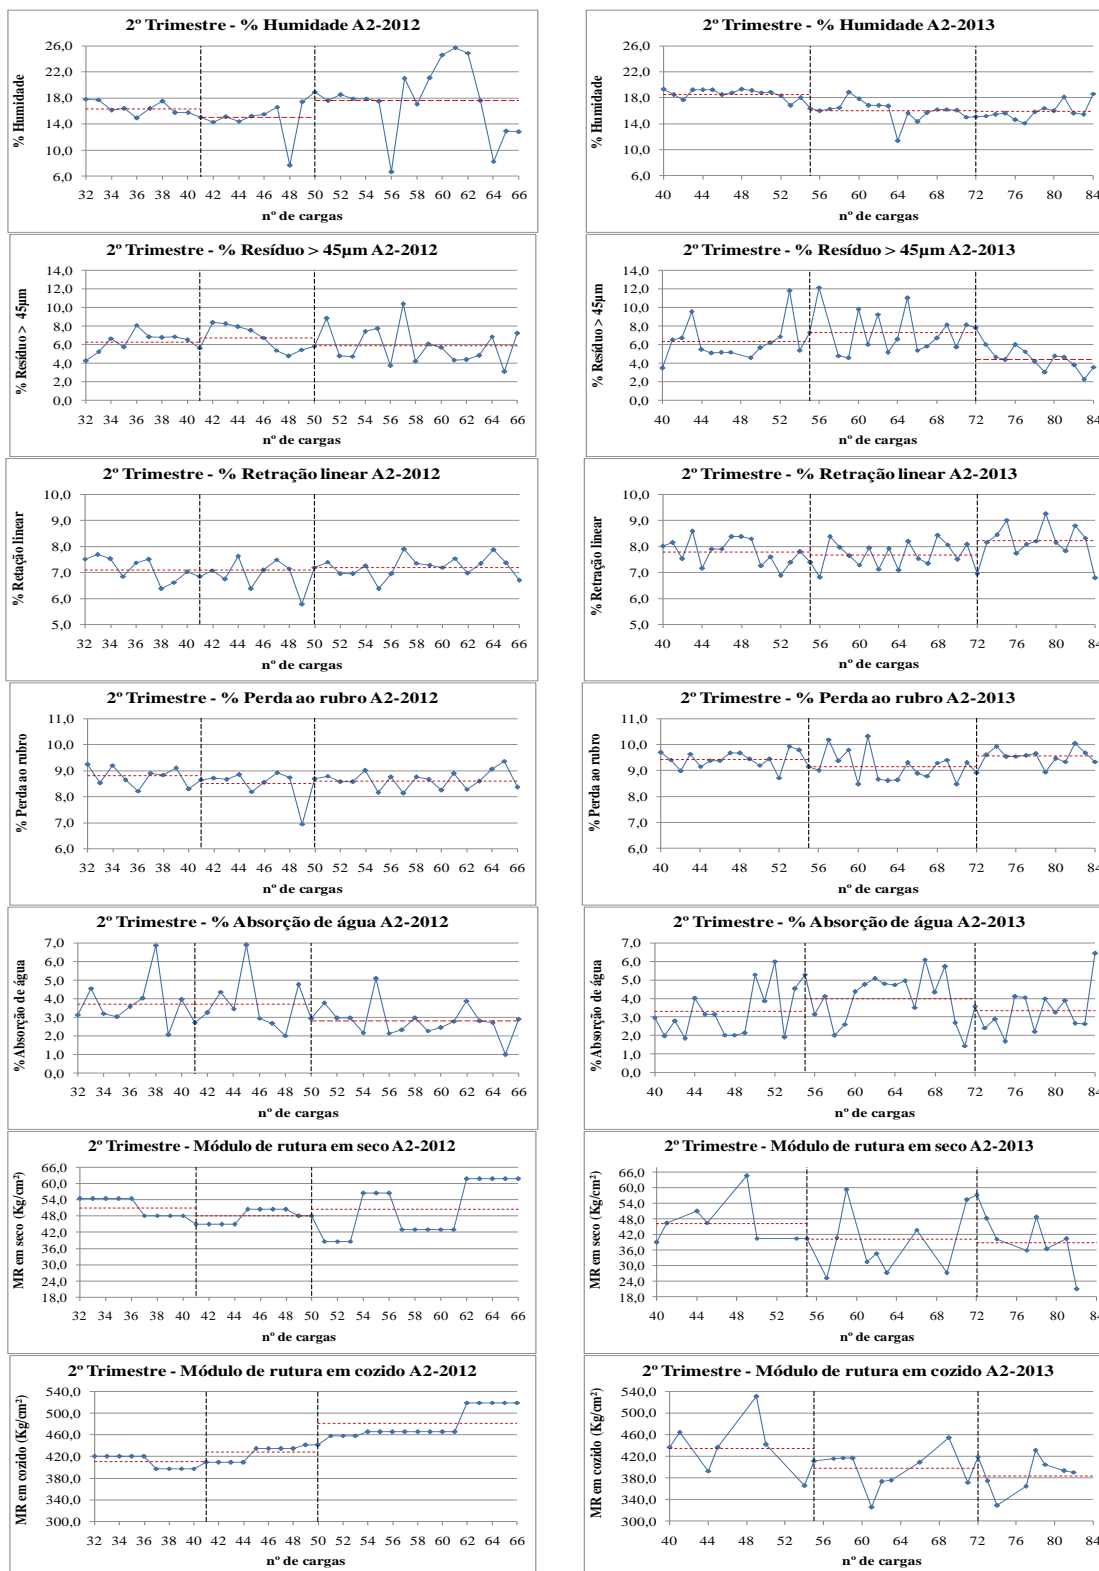 2º Trimestre - % Humidade A2-2012
% Humidade
26,0
22,0
18,0
14,0
10,0
6,0
32 34 36 38 40 42 44 46 48 50 52 54 56 58 60 62 64 66
nº de cargas
2º Trimestre - % Humidade A2-2013
% Humidade
26,0
22,0
18,0
14,0
10,0
6,0
40 44 48 52 56 60 64 68 72 76 80 84
nº de cargas
2º Trimestre - % Resíduo > 45µm A2-2012
% Resíduo > 45µm
14,0
12,0
10,0
8,0
6,0
4,0
2,0
0,0
32 34 36 38 40 42 44 46 48 50 52 54 56 58 60 62 64 66
nº de cargas
2º Trimestre - % Resíduo > 45µm A2-2013
% Resíduo > 45µm
14,0
12,0
10,0
8,0
6,0
4,0
2,0
0,0
40 44 48 52 56 60 64 68 72 76 80 84
nº de cargas
2º Trimestre - % Retração linear A2-2012
% Retação linear
10,0
9,0
8,0
7,0
6,0
5,0
32 34 36 38 40 42 44 46 48 50 52 54 56 58 60 62 64 66
nº de cargas
2º Trimestre - % Retração linear A2-2013
% Retração linear
10,0
9,0
8,0
7,0
6,0
5,0
40 44 48 52 56 60 64 68 72 76 80 84
nº de cargas
2º Trimestre - % Perda ao rubro A2-2012
% Perda ao rubro
11,0
10,0
9,0
8,0
7,0
6,0
32 34 36 38 40 42 44 46 48 50 52 54 56 58 60 62 64 66
nº de cargas
2º Trimestre - % Perda ao rubro A2-2013
% Perda ao rubro
11,0
10,0
9,0
8,0
7,0
6,0
40 44 48 52 56 60 64 68 72 76 80 84
nº de cargas
2º Trimestre - % Absorção de água A2-2012
% Absorção de água
7,0
6,0
5,0
4,0
3,0
2,0
1,0
0,0
32 34 36 38 40 42 44 46 48 50 52 54 56 58 60 62 64 66
nº de cargas
2º Trimestre - % Absorção de água A2-2013
% Absorção de água
7,0
6,0
5,0
4,0
3,0
2,0
1,0
0,0
40 44 48 52 56 60 64 68 72 76 80 84
nº de cargas
2º Trimestre - Módulo de rutura em seco A2-2012
MR em seco (Kg/cm²)
66,0
60,0
54,0
48,0
42,0
36,0
30,0
24,0
18,0
32 34 36 38 40 42 44 46 48 50 52 54 56 58 60 62 64 66
nº de cargas
2º Trimestre - Módulo de rutura em seco A2-2013
MR em seco (Kg/cm²)
66,0
60,0
54,0
48,0
42,0
36,0
30,0
24,0
18,0
40 44 48 52 56 60 64 68 72 76 80 84
nº de cargas
2º Trimestre - Módulo de rutura em cozido A2-2012
MR em cozido (Kg/cm²)
540,0
500,0
460,0
420,0
380,0
340,0
300,0
32 34 36 38 40 42 44 46 48 50 52 54 56 58 60 62 64 66
nº de cargas
2º Trimestre - Módulo de rutura em cozido A2-2013
MR em cozido (Kg/cm²)
540,0
500,0
460,0
420,0
380,0
340,0
300,0
40 44 48 52 56 60 64 68 72 76 80 84
nº de cargas